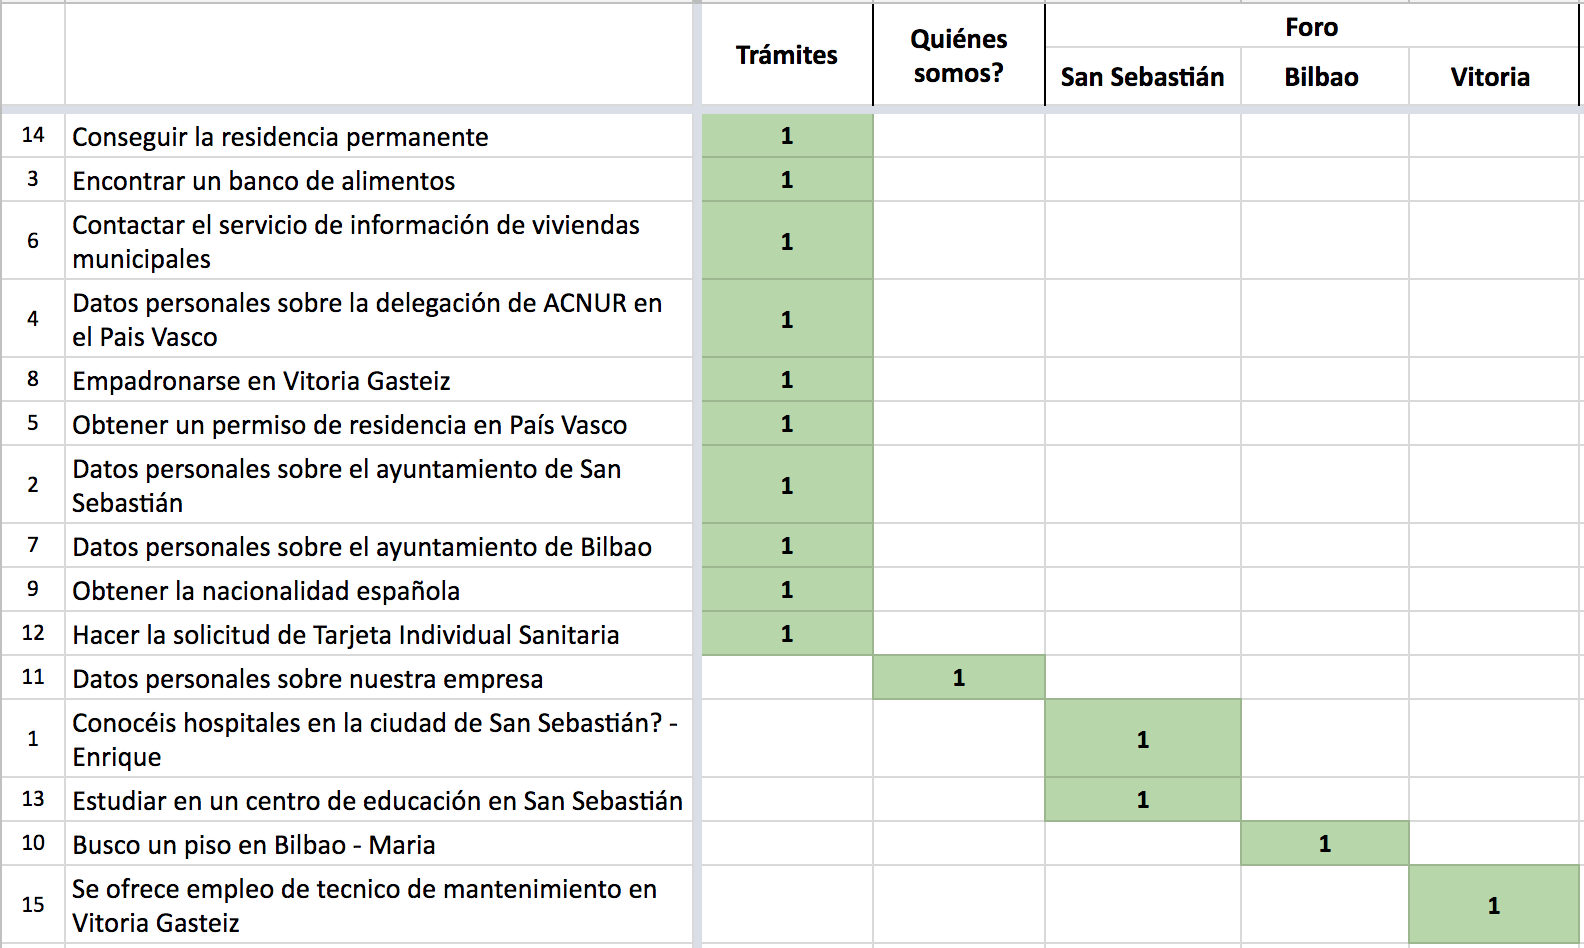 Trámites
Quiénes
somos?
Foro
San Sebastián Bilbao Vitoria
14 Conseguir la residencia permanente 1
3 Encontrar un banco de alimentos 1
6 Contactar el servicio de información de viviendas
municipales 1
4 Datos personales sobre la delegación de ACNUR en
el Pais Vasco 1
8 Empadronarse en Vitoria Gasteiz 1
5 Obtener un permiso de residencia en País Vasco 1
2 Datos personales sobre el ayuntamiento de San
Sebastián 1
7 Datos personales sobre el ayuntamiento de Bilbao 1
9 Obtener la nacionalidad española 1
12 Hacer la solicitud de Tarjeta Individual Sanitaria 1
11 Datos personales sobre nuestra empresa 1
1 Conocéis hospitales en la ciudad de San Sebastián? -
Enrique 1
13 Estudiar en un centro de educación en San Sebastián 1
10 Busco un piso en Bilbao - Maria 1
15 Se ofrece empleo de tecnico de mantenimiento en
Vitoria Gasteiz 1